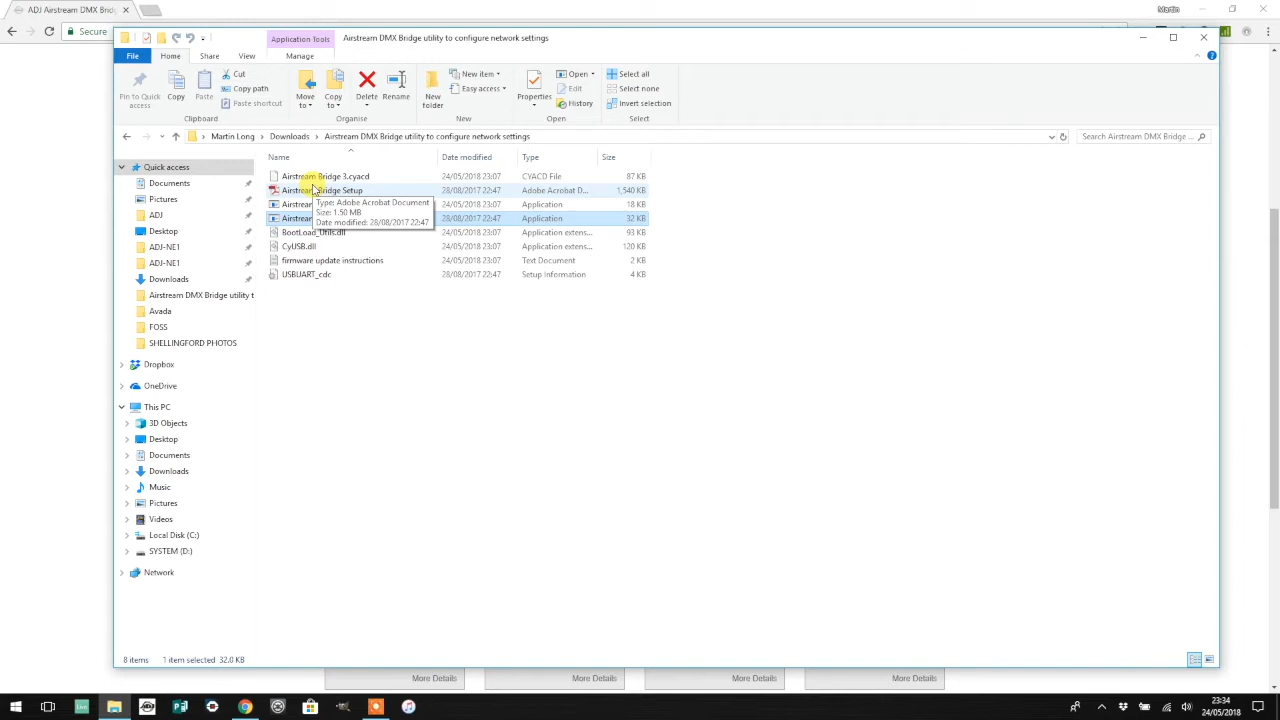 ADJ Airstream DMX Bridg
Martin
Secure
Application Tools
Airstream DMX Bridge utility to configure network settings
File
Home
Share
View
Manage
Pin to Quick access
Copy
Paste
Cut
Copy path
Paste shortcut
Clipboard
Move to
Copy to
Delete
Rename
Organise
New folder
New item
Easy access
New
Properties
Open
Edit
History
Open
Select all
Select none
Invert selection
Select
Martin Long > Downloads > Airstream DMX Bridge utility to configure network settings
Search Airstream DMX Bridge ...
Name
Date modified
Type
Size
Airstream Bridge 3.cyacd 24/05/2018 23:07 CYACD File 87 KB
Airstream Bridge Setup 28/08/2017 22:47 Adobe Acrobat D... 1,540 KB
Airstream 24/05/2018 23:07 Application 18 KB
Airstream 28/08/2017 22:47 Application 32 KB
BootLoad_Utils.dll 24/05/2018 23:07 Application extens... 93 KB
CyUSB.dll 24/05/2018 23:07 Application extens... 120 KB
firmware update instructions 24/05/2018 23:07 Text Document 2 KB
USBUART_cdc 28/08/2017 22:47 Setup Information 4 KB
Type: Adobe Acrobat Document
Size: 1.50 MB
Date modified: 28/08/2017 22:47
Quick access
Documents
Pictures
ADJ
Desktop
ADJ-NE1
ADJ-NE1
Downloads
Airstream DMX Bridge utility t
Avada
FOSS
SHELLINGFORD PHOTOS
Dropbox
OneDrive
This PC
3D Objects
Desktop
Documents
Downloads
Music
Pictures
Videos
Local Disk (C:)
SYSTEM (D:)
Network
8 items 1 item selected 32.0 KB
More Details
More Details
More Details
More Details
23:34
24/05/2018